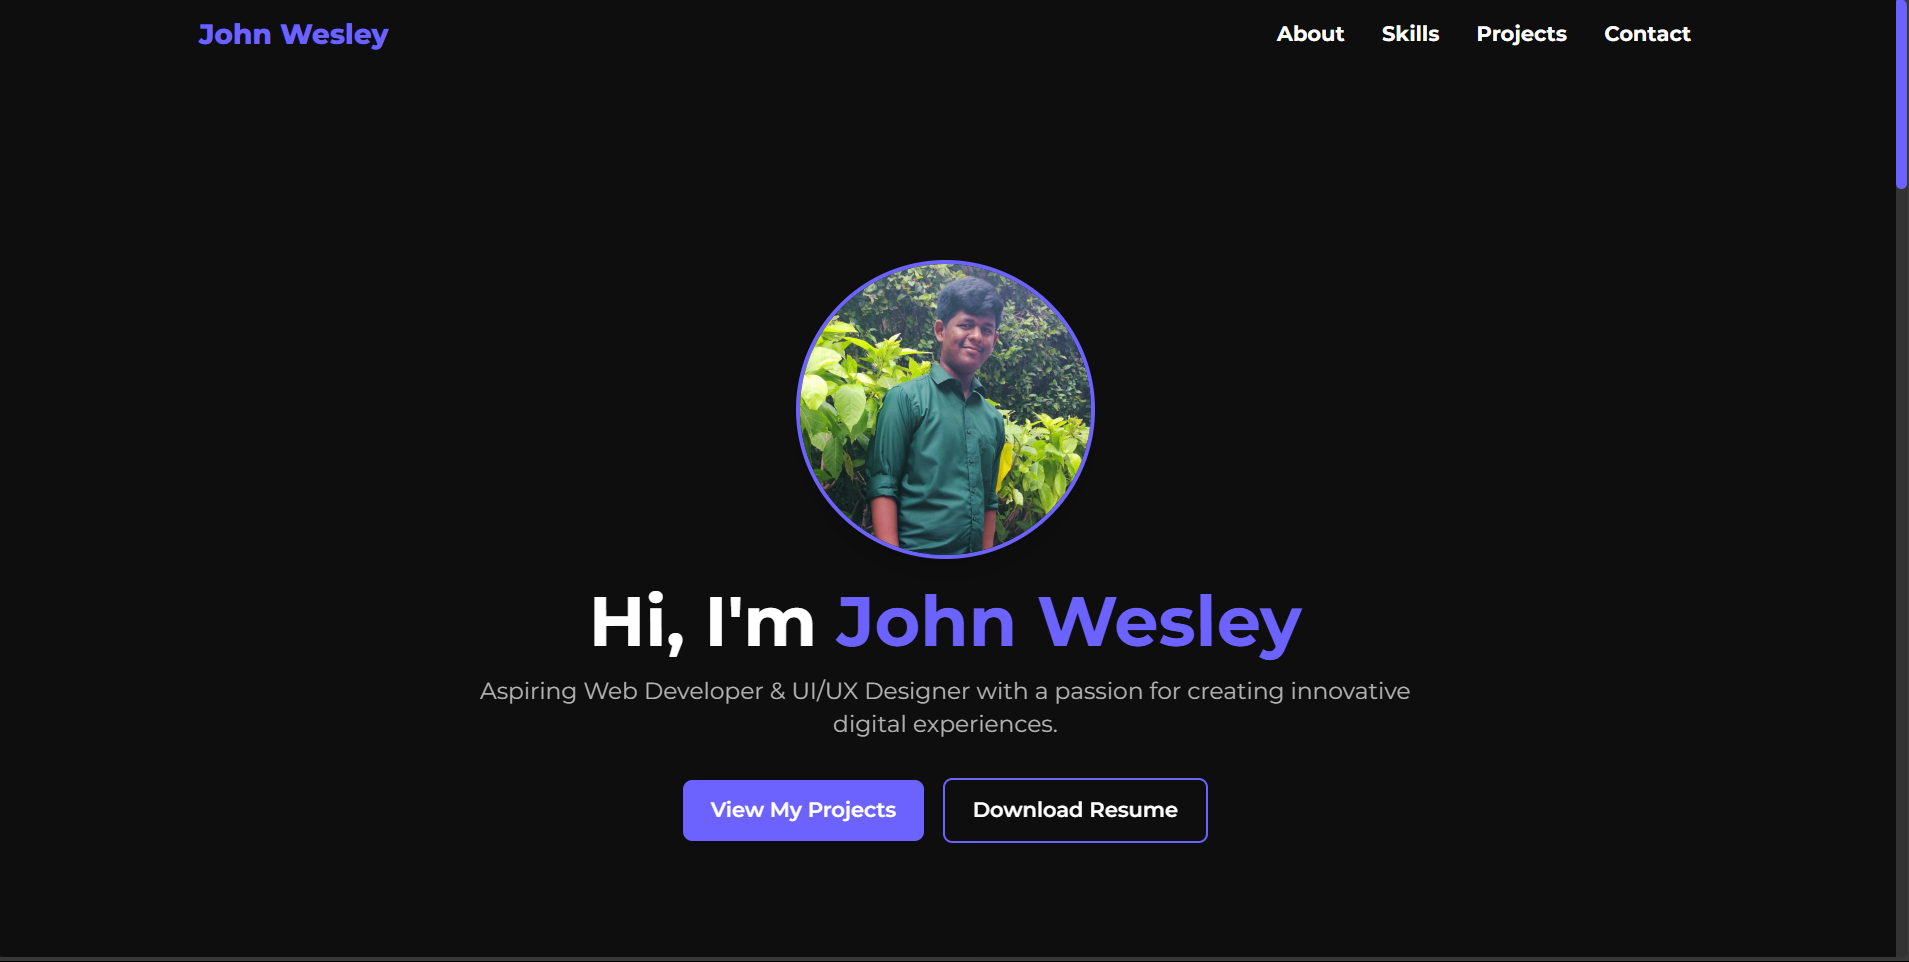 John Wesley
About Skills Projects Contact
Hi, I'm John Wesley
Aspiring Web Developer & UI/UX Designer with a passion for creating innovative
digital experiences.
View My Projects
Download Resume